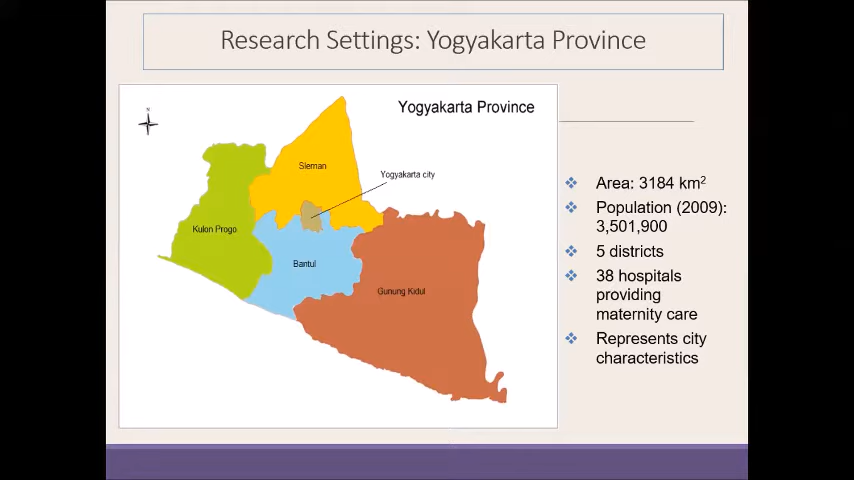 Research Settings: Yogyakarta Province
Yogyakarta Province
N
Sleman
Yogyakarta city
Kulon Progo
Bantul
Gunung Kidul
❖ Area: 3184 km²
❖ Population (2009):
3,501,900
❖ 5 districts
❖ 38 hospitals
providing
maternity care
❖ Represents city
characteristics